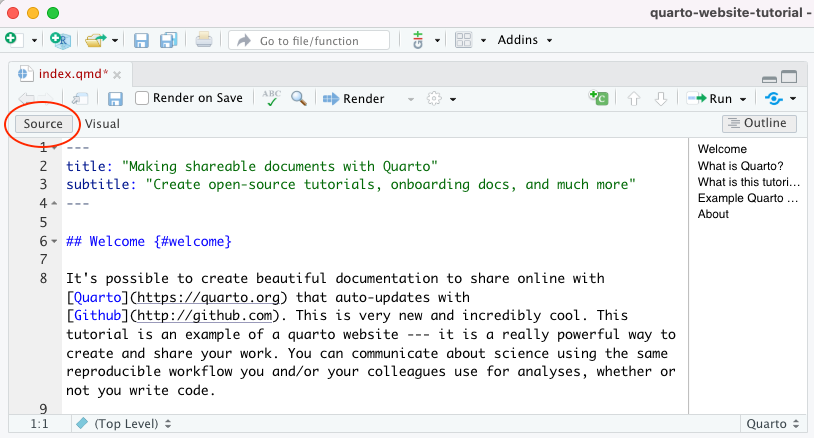 quarto-website-tutorial -
Go to file/function
Addins
index.qmd*
Render on Save
ABC
Render
Run
Source
Visual
Outline
1 ---
2 title: "Making shareable documents with Quarto"
3 subtitle: "Create open-source tutorials, onboarding docs, and much more"
4 ---
5
6 ## Welcome {#welcome}
7
8 It's possible to create beautiful documentation to share online with
[Quarto](https://quarto.org) that auto-updates with
[Github](http://github.com). This is very new and incredibly cool. This
tutorial is an example of a quarto website --- it is a really powerful way to
create and share your work. You can communicate about science using the same
reproducible workflow you and/or your colleagues use for analyses, whether or
not you write code.
9
Welcome
What is Quarto?
What is this tutori...
Example Quarto ...
About
1:1
(Top Level)
Quarto